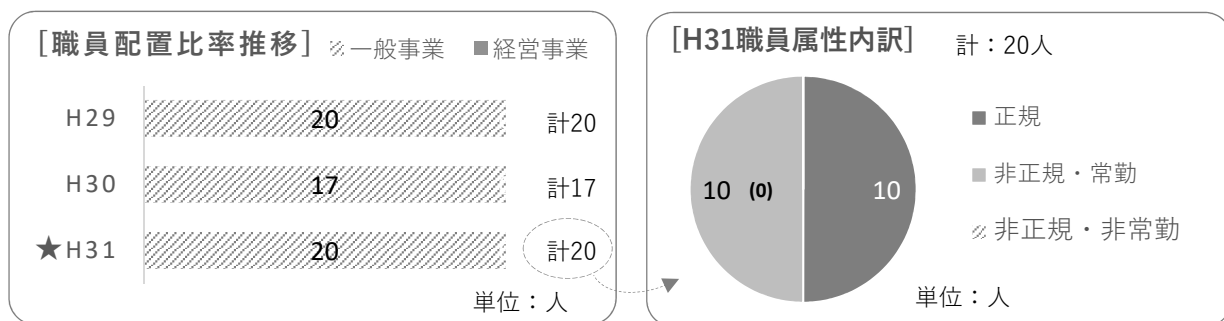 [職員配置比率推移] 一般事業 ■経営事業
H29 20 計20
H30 17 計17
★H31 20 計20
単位：人
[H31職員属性内訳] 計：20人
■正規
10 (0) 10
■非正規・常勤
非正規・非常勤
単位：人